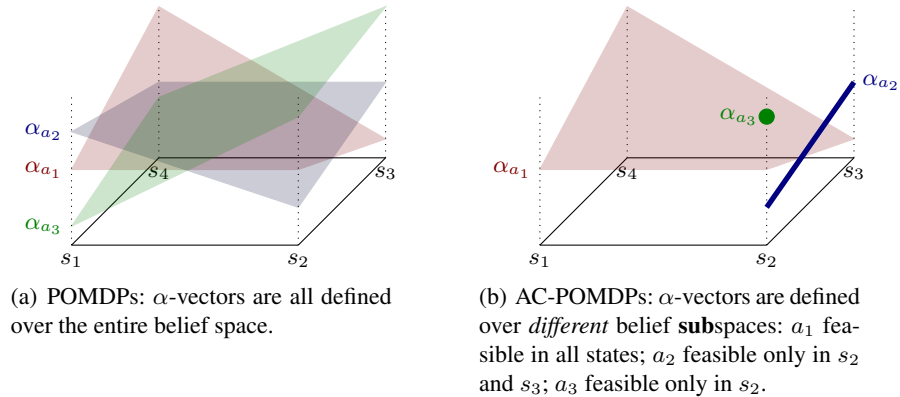 α_{a_2}
α_{a_1}
α_{a_3}
s_4
s_3
s_1
s_2
(a) POMDPs: α-vectors are all defined
over the entire belief space.
α_{a_2}
α_{a_3}
α_{a_1}
s_4
s_3
s_1
s_2
(b) AC-POMDPs: α-vectors are defined
over different belief subspaces: a_1 fea-
sible in all states; a_2 feasible only in s_2
and s_3; a_3 feasible only in s_2.